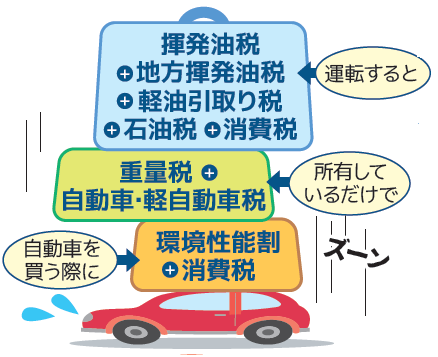 揮発油税
+地方揮発油税
+軽油引取り税
+石油税+消費税
運転すると
重量税+
自動車・軽自動車税
所有して
いるだけで
環境性能割
+消費税
自動車を
買う際に
ズーン